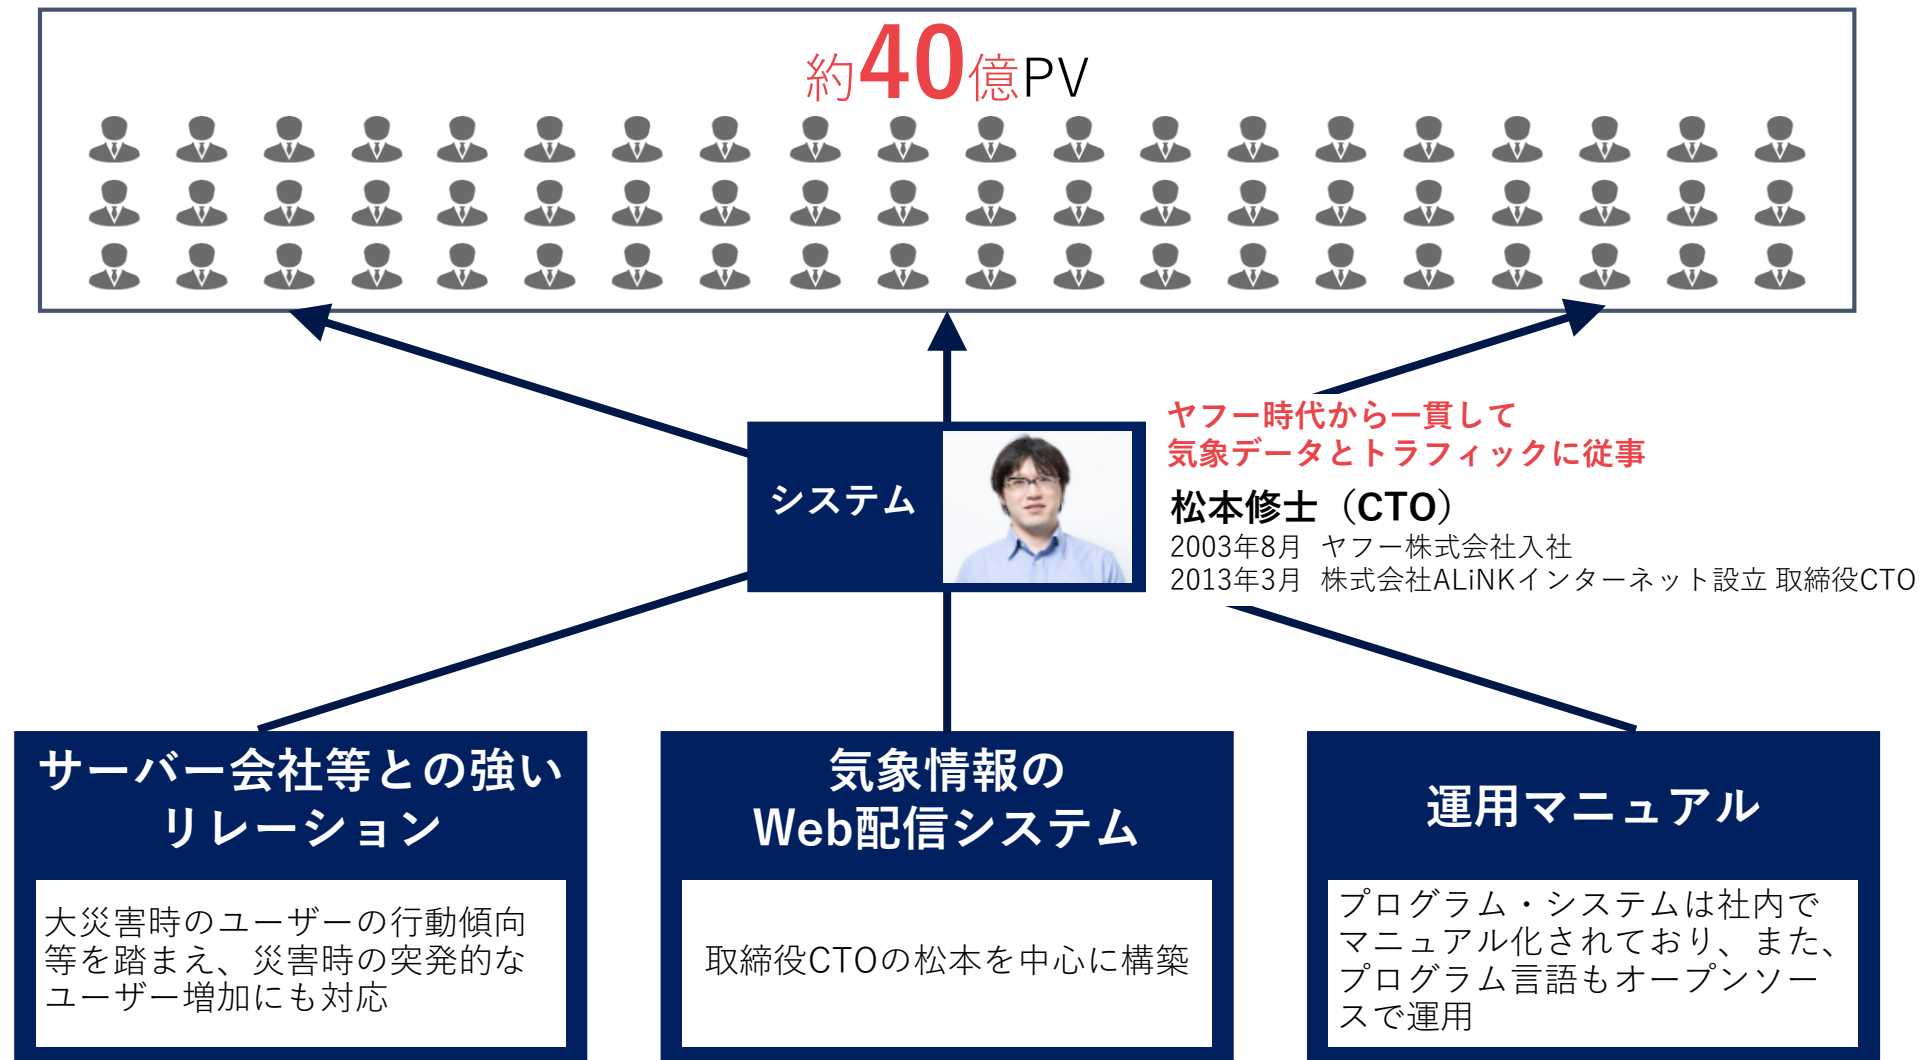 約40億PV
ヤフー時代から一貫して
気象データとトラフィックに従事
システム
松本修士（CTO）
2003年8月 ヤフー株式会社入社
2013年3月 株式会社ALiNKインターネット設立 取締役CTO
サーバー会社等との強い
リレーション
大災害時のユーザーの行動傾向
等を踏まえ、災害時の突発的な
ユーザー増加にも対応
気象情報の
Web配信システム
取締役CTOの松本を中心に構築
運用マニュアル
プログラム・システムは社内で
マニュアル化されており、また、
プログラム言語もオープンソー
スで運用